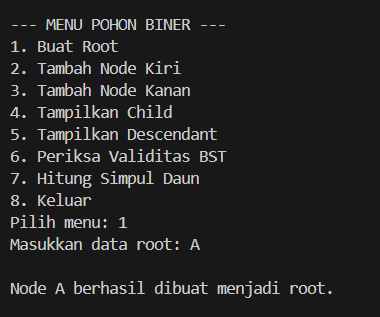 --- MENU POHON BINER ---
1. Buat Root
2. Tambah Node Kiri
3. Tambah Node Kanan
4. Tampilkan Child
5. Tampilkan Descendant
6. Periksa Validitas BST
7. Hitung Simpul Daun
8. Keluar
Pilih menu: 1
Masukkan data root: A
Node A berhasil dibuat menjadi root.